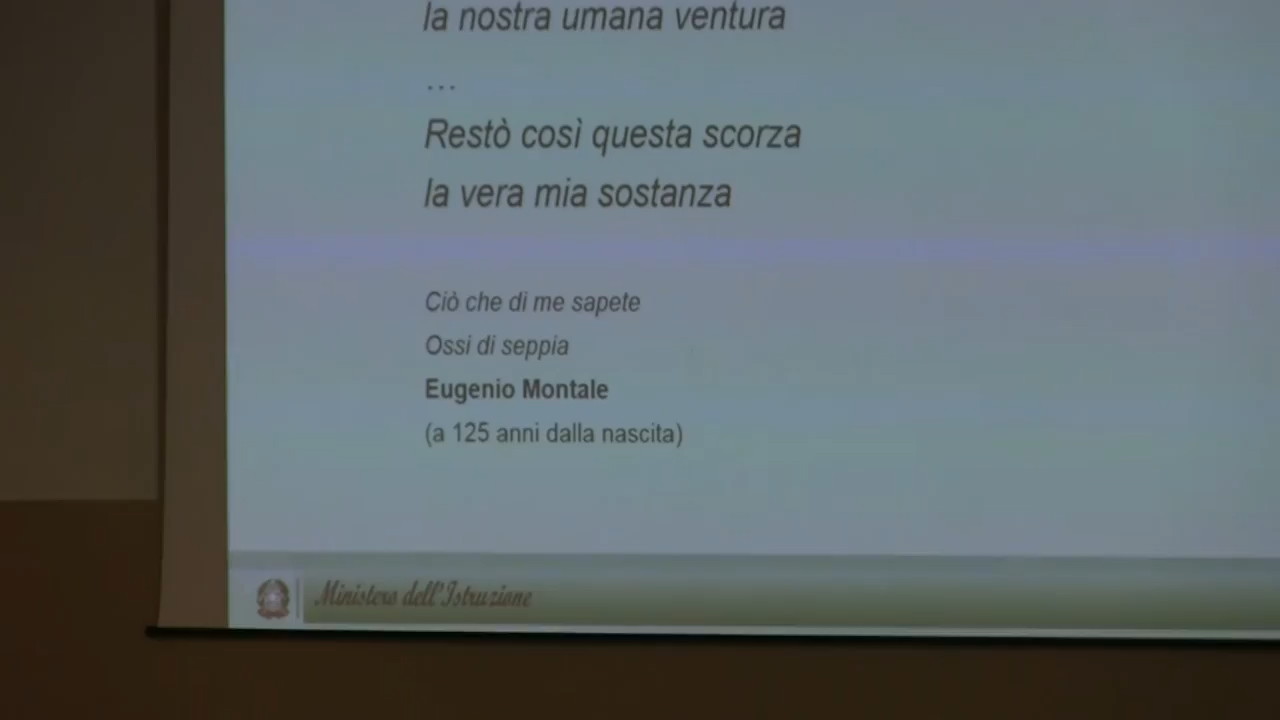 la nostra umana ventura
...
Restò così questa scorza
la vera mia sostanza
Ciò che di me sapete
Ossi di seppia
Eugenio Montale
(a 125 anni dalla nascita)
Ministero dell'Istruzione